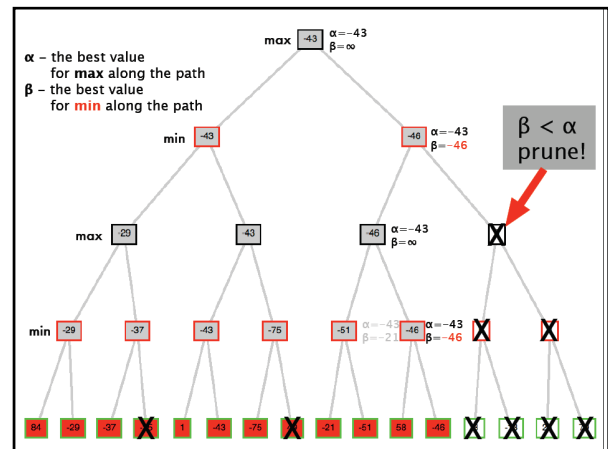 max -43 α=-43
β=∞
α – the best value
for max along the path
β – the best value
for min along the path
β < α
prune!
min -43 -46 α=-43
β=-46
max -29 -43 -46 α=-43
β=∞
min -29 -37 -43 -75 -51 α=-43
β=-21
-46 α=-43
β=-46
84 -29 -37 1 -43 -75 -21 -51 58 -46